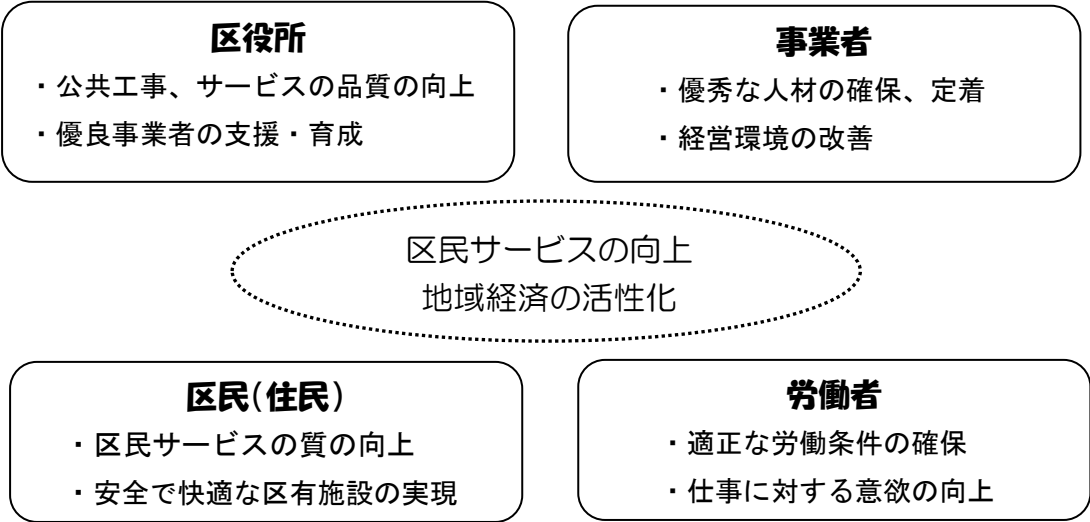 区役所
・公共工事、サービスの品質の向上
・優良事業者の支援・育成
事業者
・優秀な人材の確保、定着
・経営環境の改善
区民サービスの向上
地域経済の活性化
区民(住民)
・区民サービスの質の向上
・安全で快適な区有施設の実現
労働者
・適正な労働条件の確保
・仕事に対する意欲の向上